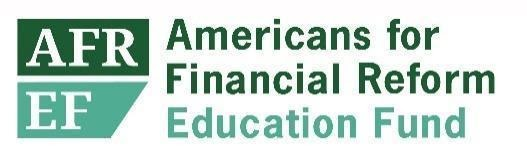 AFR
EF
Americans for
Financial Reform
Education Fund